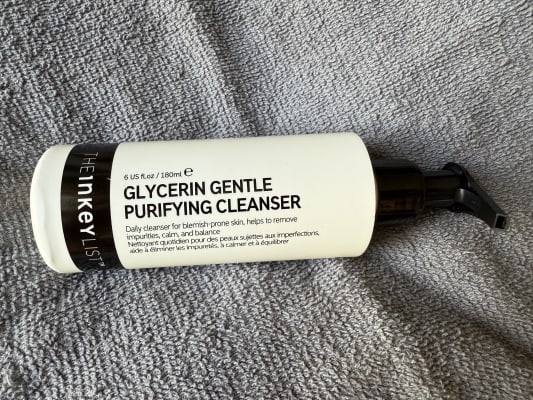 THE INKEY LIST™
6 US fl.oz / 180ml ℮
GLYCERIN GENTLE
PURIFYING CLEANSER
Daily cleanser for blemish-prone skin, helps to remove
impurities, calm, and balance
Nettoyant quotidien pour des peaux sujettes aux imperfections,
aide à éliminer les impuretés, à calmer et à équilibrer